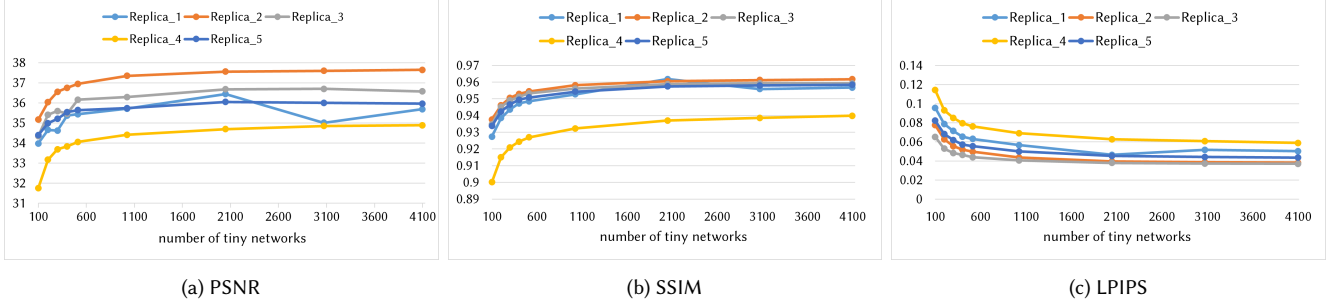 Replica_1 Replica_2 Replica_3
Replica_4 Replica_5
38
37
36
35
34
33
32
31
100 600 1100 1600 2100 2600 3100 3600 4100
number of tiny networks
(a) PSNR
Replica_1 Replica_2 Replica_3
Replica_4 Replica_5
0.97
0.96
0.95
0.94
0.93
0.92
0.91
0.9
0.89
100 600 1100 1600 2100 2600 3100 3600 4100
number of tiny networks
(b) SSIM
Replica_1 Replica_2 Replica_3
Replica_4 Replica_5
0.14
0.12
0.1
0.08
0.06
0.04
0.02
0
100 600 1100 1600 2100 2600 3100 3600 4100
number of tiny networks
(c) LPIPS